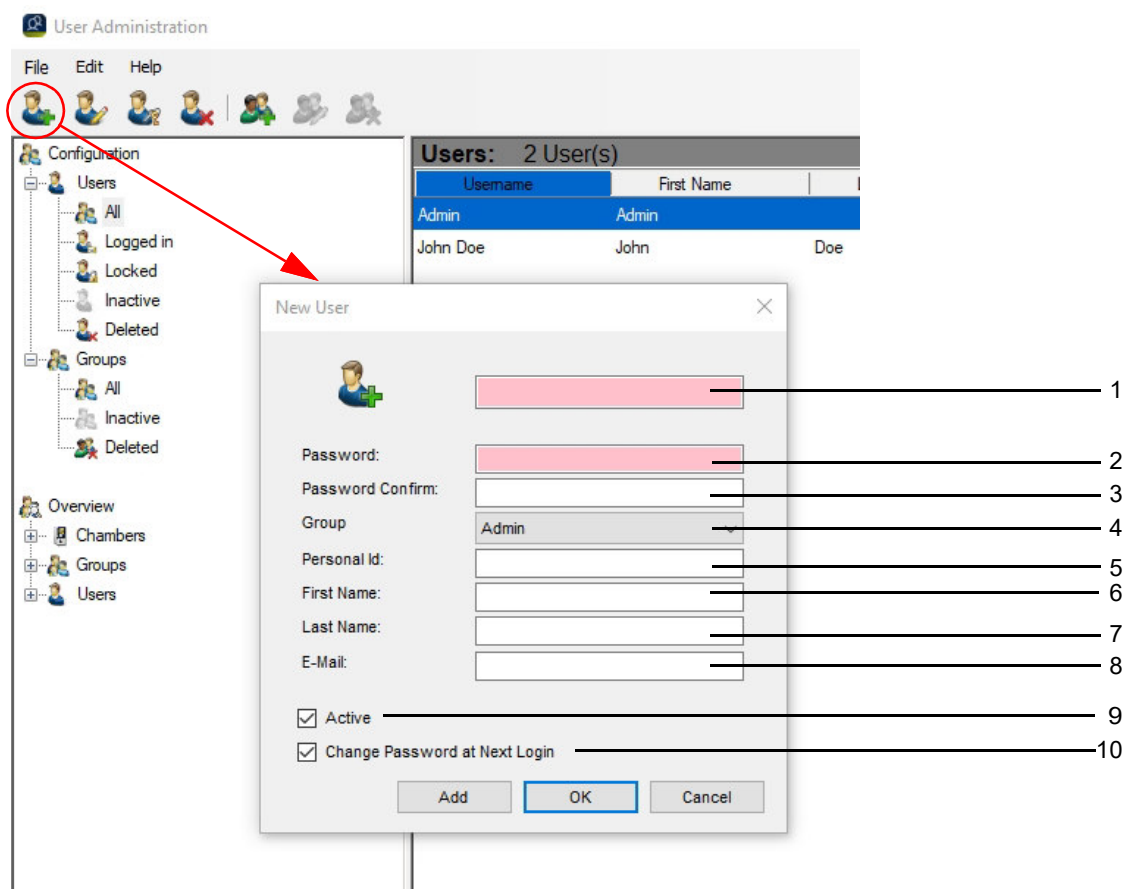 User Administration
File Edit Help
Configuration
Users
All
Logged in
Locked
Inactive
Deleted
Groups
All
Inactive
Deleted
Overview
Chambers
Groups
Users
Users: 2 User(s)
Username First Name
Admin Admin
John Doe John Doe
New User
1
Password: 2
Password Confirm: 3
Group Admin 4
Personal Id: 5
First Name: 6
Last Name: 7
E-Mail: 8
Active 9
Change Password at Next Login 10
Add OK Cancel